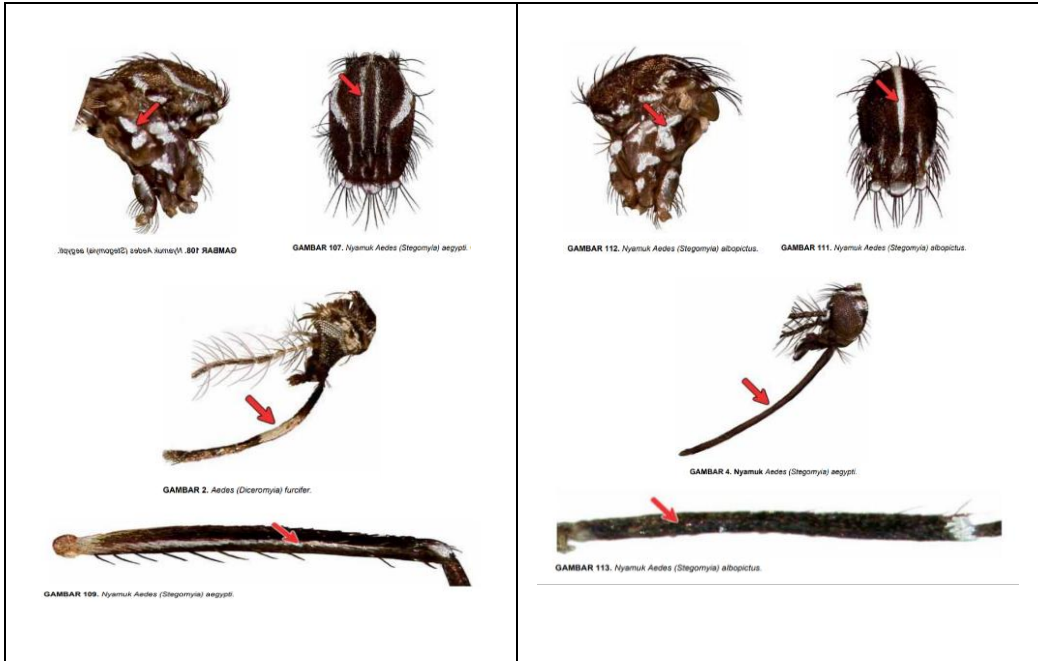 GAMBAR 108. Nyamuk Aedes (Stegomyia) aegypti.
GAMBAR 107. Nyamuk Aedes (Stegomyia) aegypti.
GAMBAR 2. Aedes (Diceromyia) furcifer.
GAMBAR 109. Nyamuk Aedes (Stegomyia) aegypti.
GAMBAR 112. Nyamuk Aedes (Stegomyia) albopictus.
GAMBAR 111. Nyamuk Aedes (Stegomyia) albopictus.
GAMBAR 4. Nyamuk Aedes (Stegomyia) aegypti.
GAMBAR 113. Nyamuk Aedes (Stegomyia) albopictus.